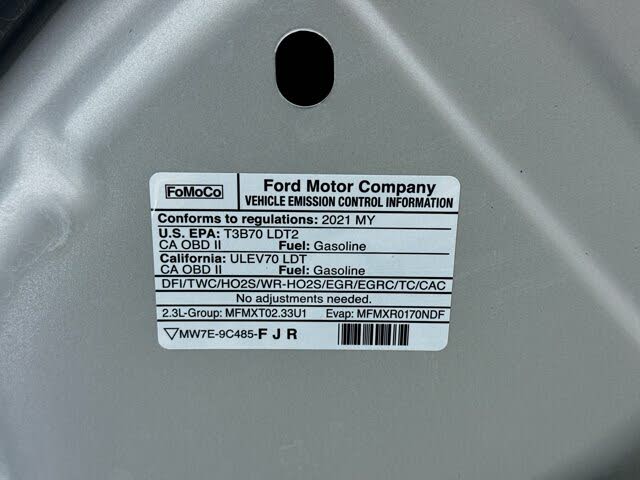 FoMoCo
Ford Motor Company
VEHICLE EMISSION CONTROL INFORMATION
Conforms to regulations: 2021 MY
U.S. EPA: T3B70 LDT2
CA OBD II Fuel: Gasoline
California: ULEV70 LDT
CA OBD II Fuel: Gasoline
DFI/TWC/HO2S/WR-HO2S/EGR/EGRC/TC/CAC
No adjustments needed.
2.3L-Group: MFMXT02.33U1 Evap: MFMXR0170NDF
MW7E-9C485-F J R